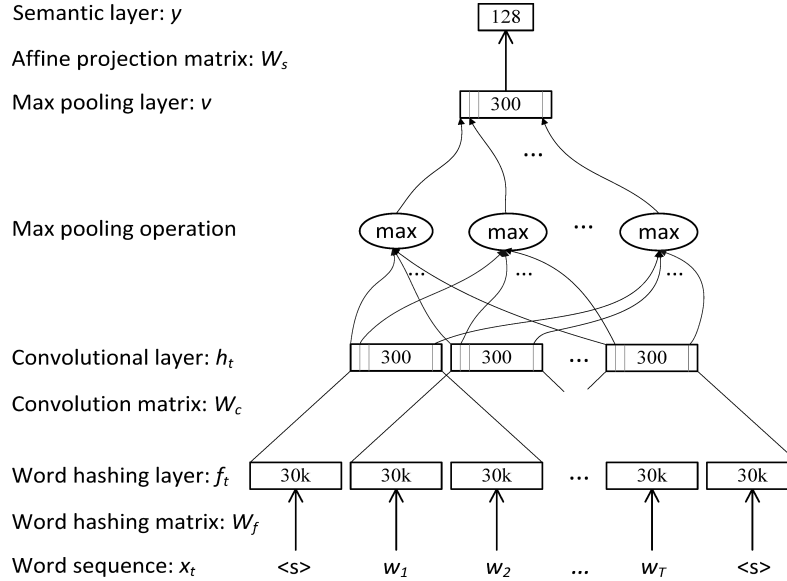 Semantic layer: y 128
Affine projection matrix: Ws
Max pooling layer: v 300
...
Max pooling operation max max ... max
... ... ...
Convolutional layer: ht 300 300 ... 300
Convolution matrix: Wc
Word hashing layer: ft 30k 30k 30k ... 30k 30k
Word hashing matrix: Wf
Word sequence: xt <s> w1 w2 ... wT <s>